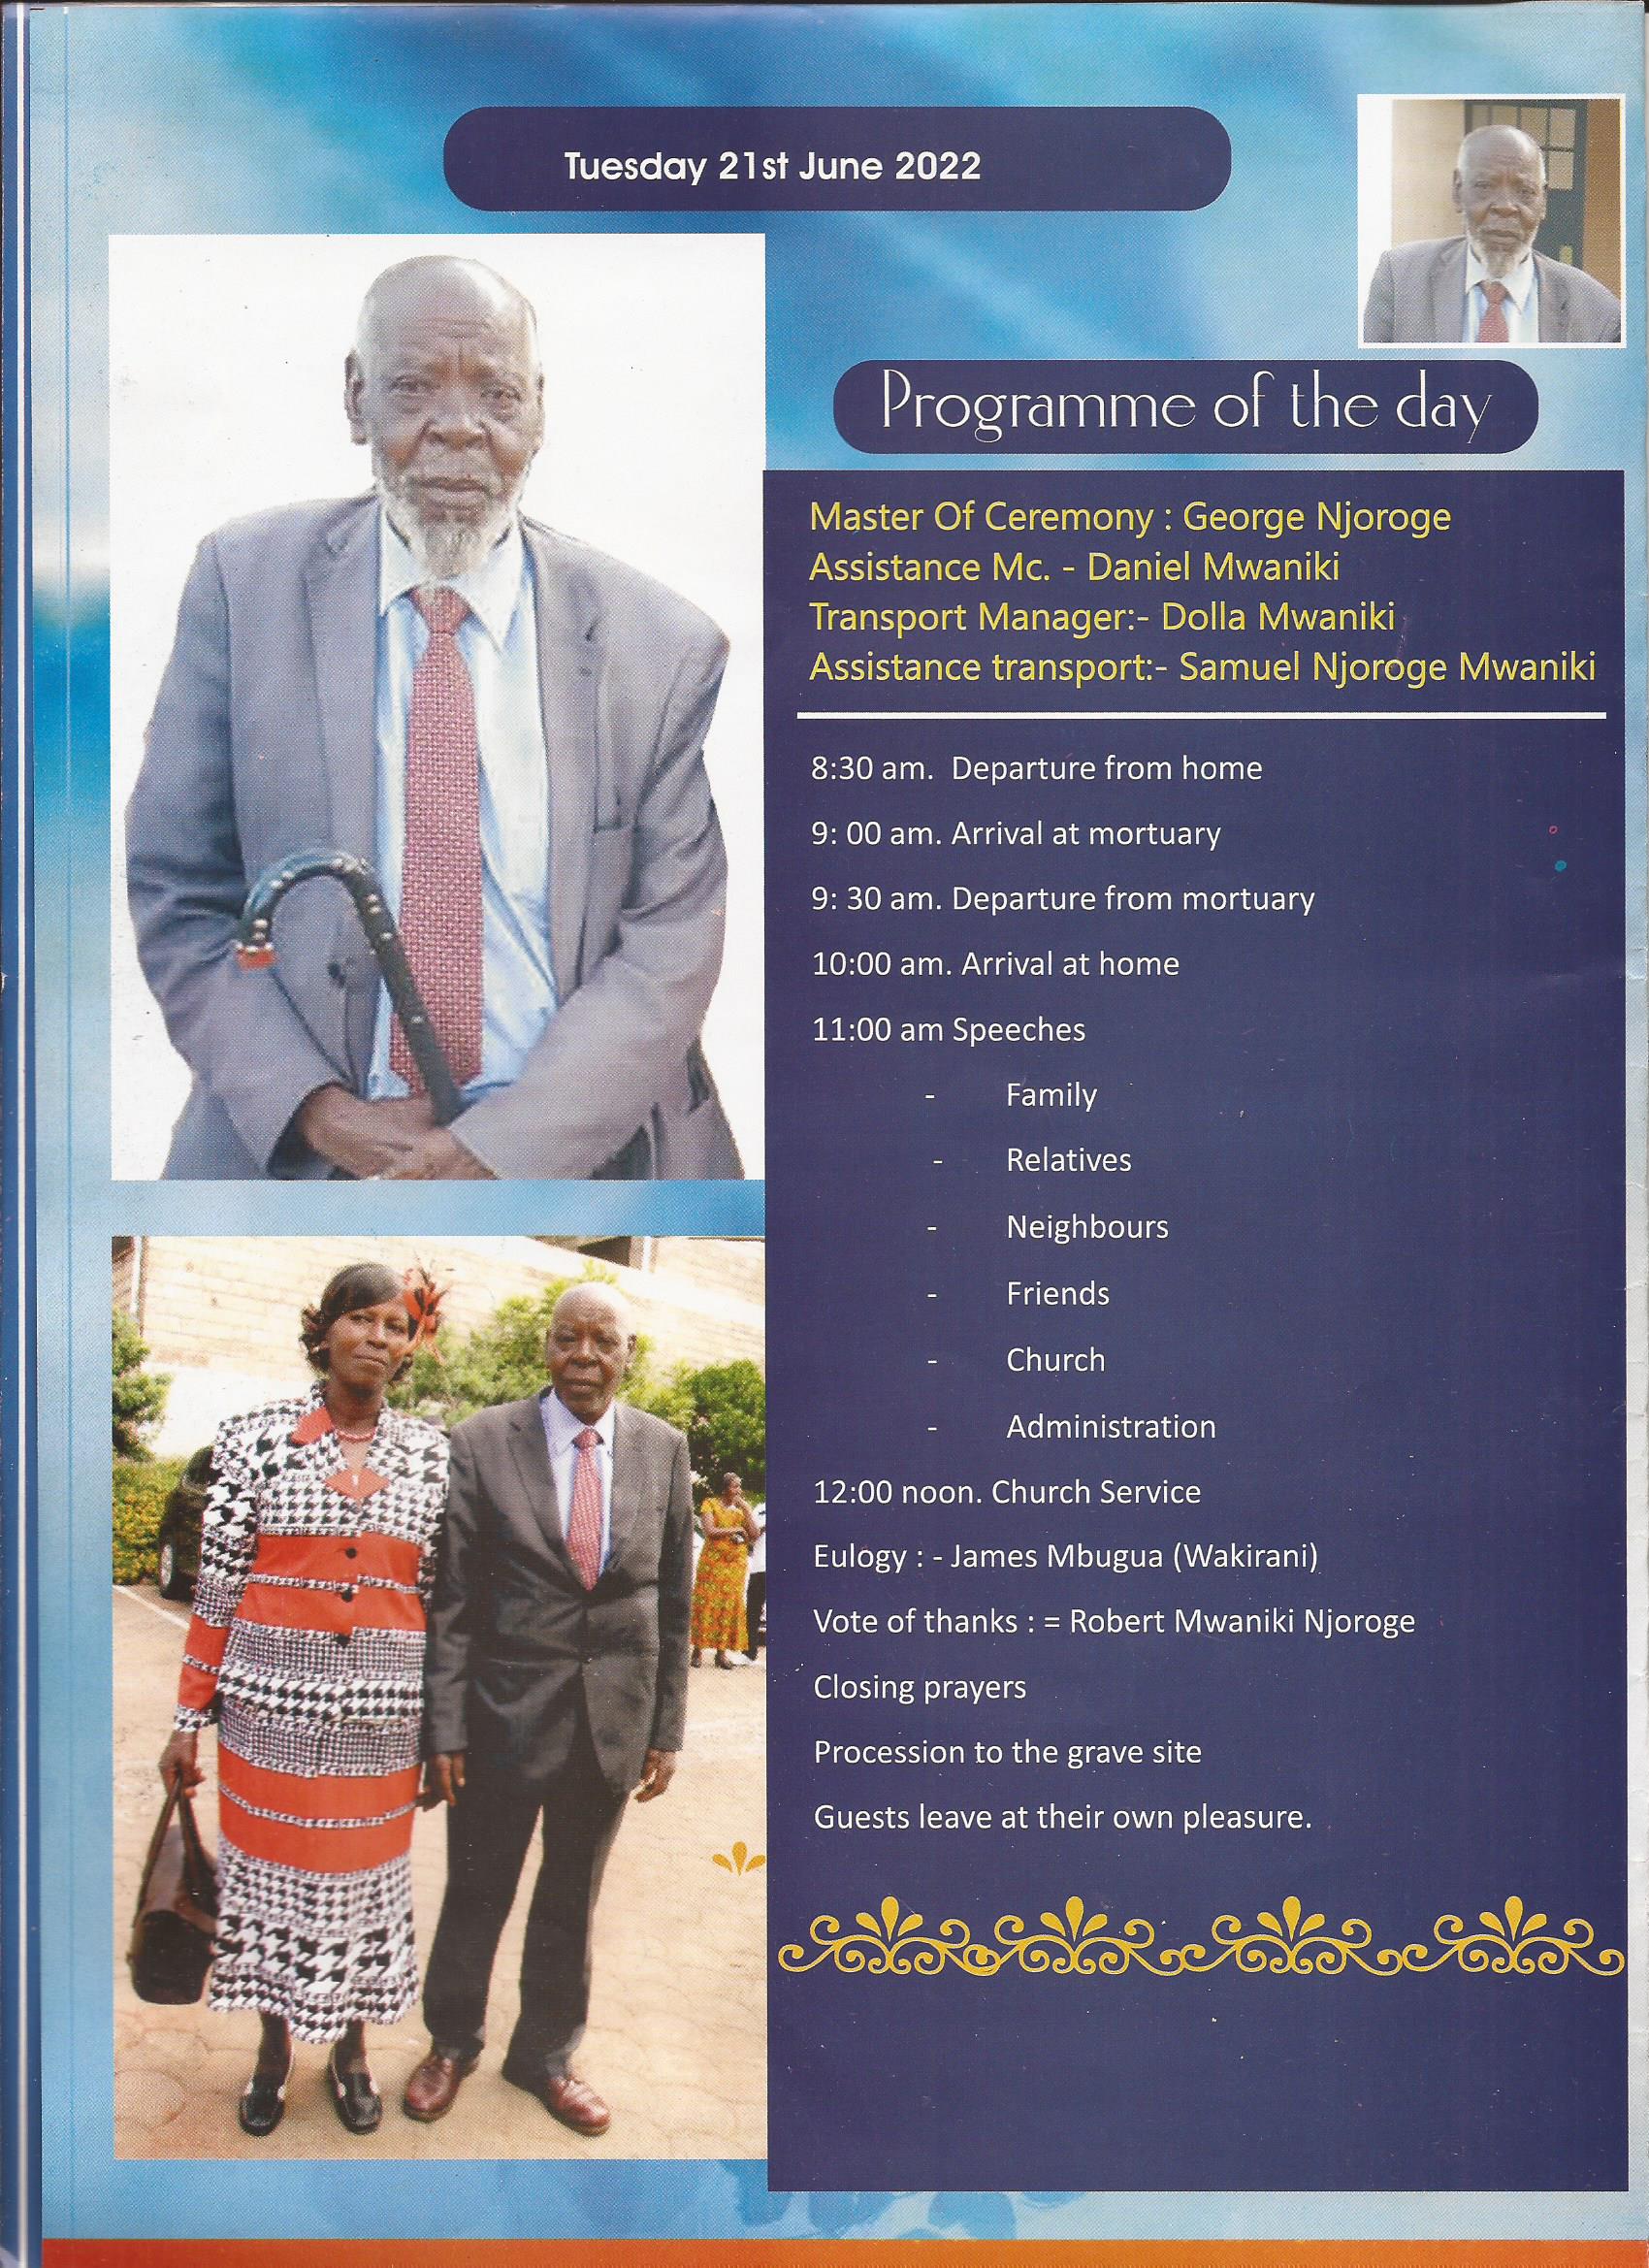 Tuesday 21st June 2022
Programme of the day
Master Of Ceremony : George Njoroge
Assistance Mc. - Daniel Mwaniki
Transport Manager:- Dolla Mwaniki
Assistance transport:- Samuel Njoroge Mwaniki
8:30 am.  Departure from home
9: 00 am. Arrival at mortuary
9: 30 am. Departure from mortuary
10:00 am. Arrival at home
11:00 am Speeches
- Family
- Relatives
- Neighbours
- Friends
- Church
- Administration
12:00 noon. Church Service
Eulogy : - James Mbugua (Wakirani)
Vote of thanks : = Robert Mwaniki Njoroge
Closing prayers
Procession to the grave site
Guests leave at their own pleasure.